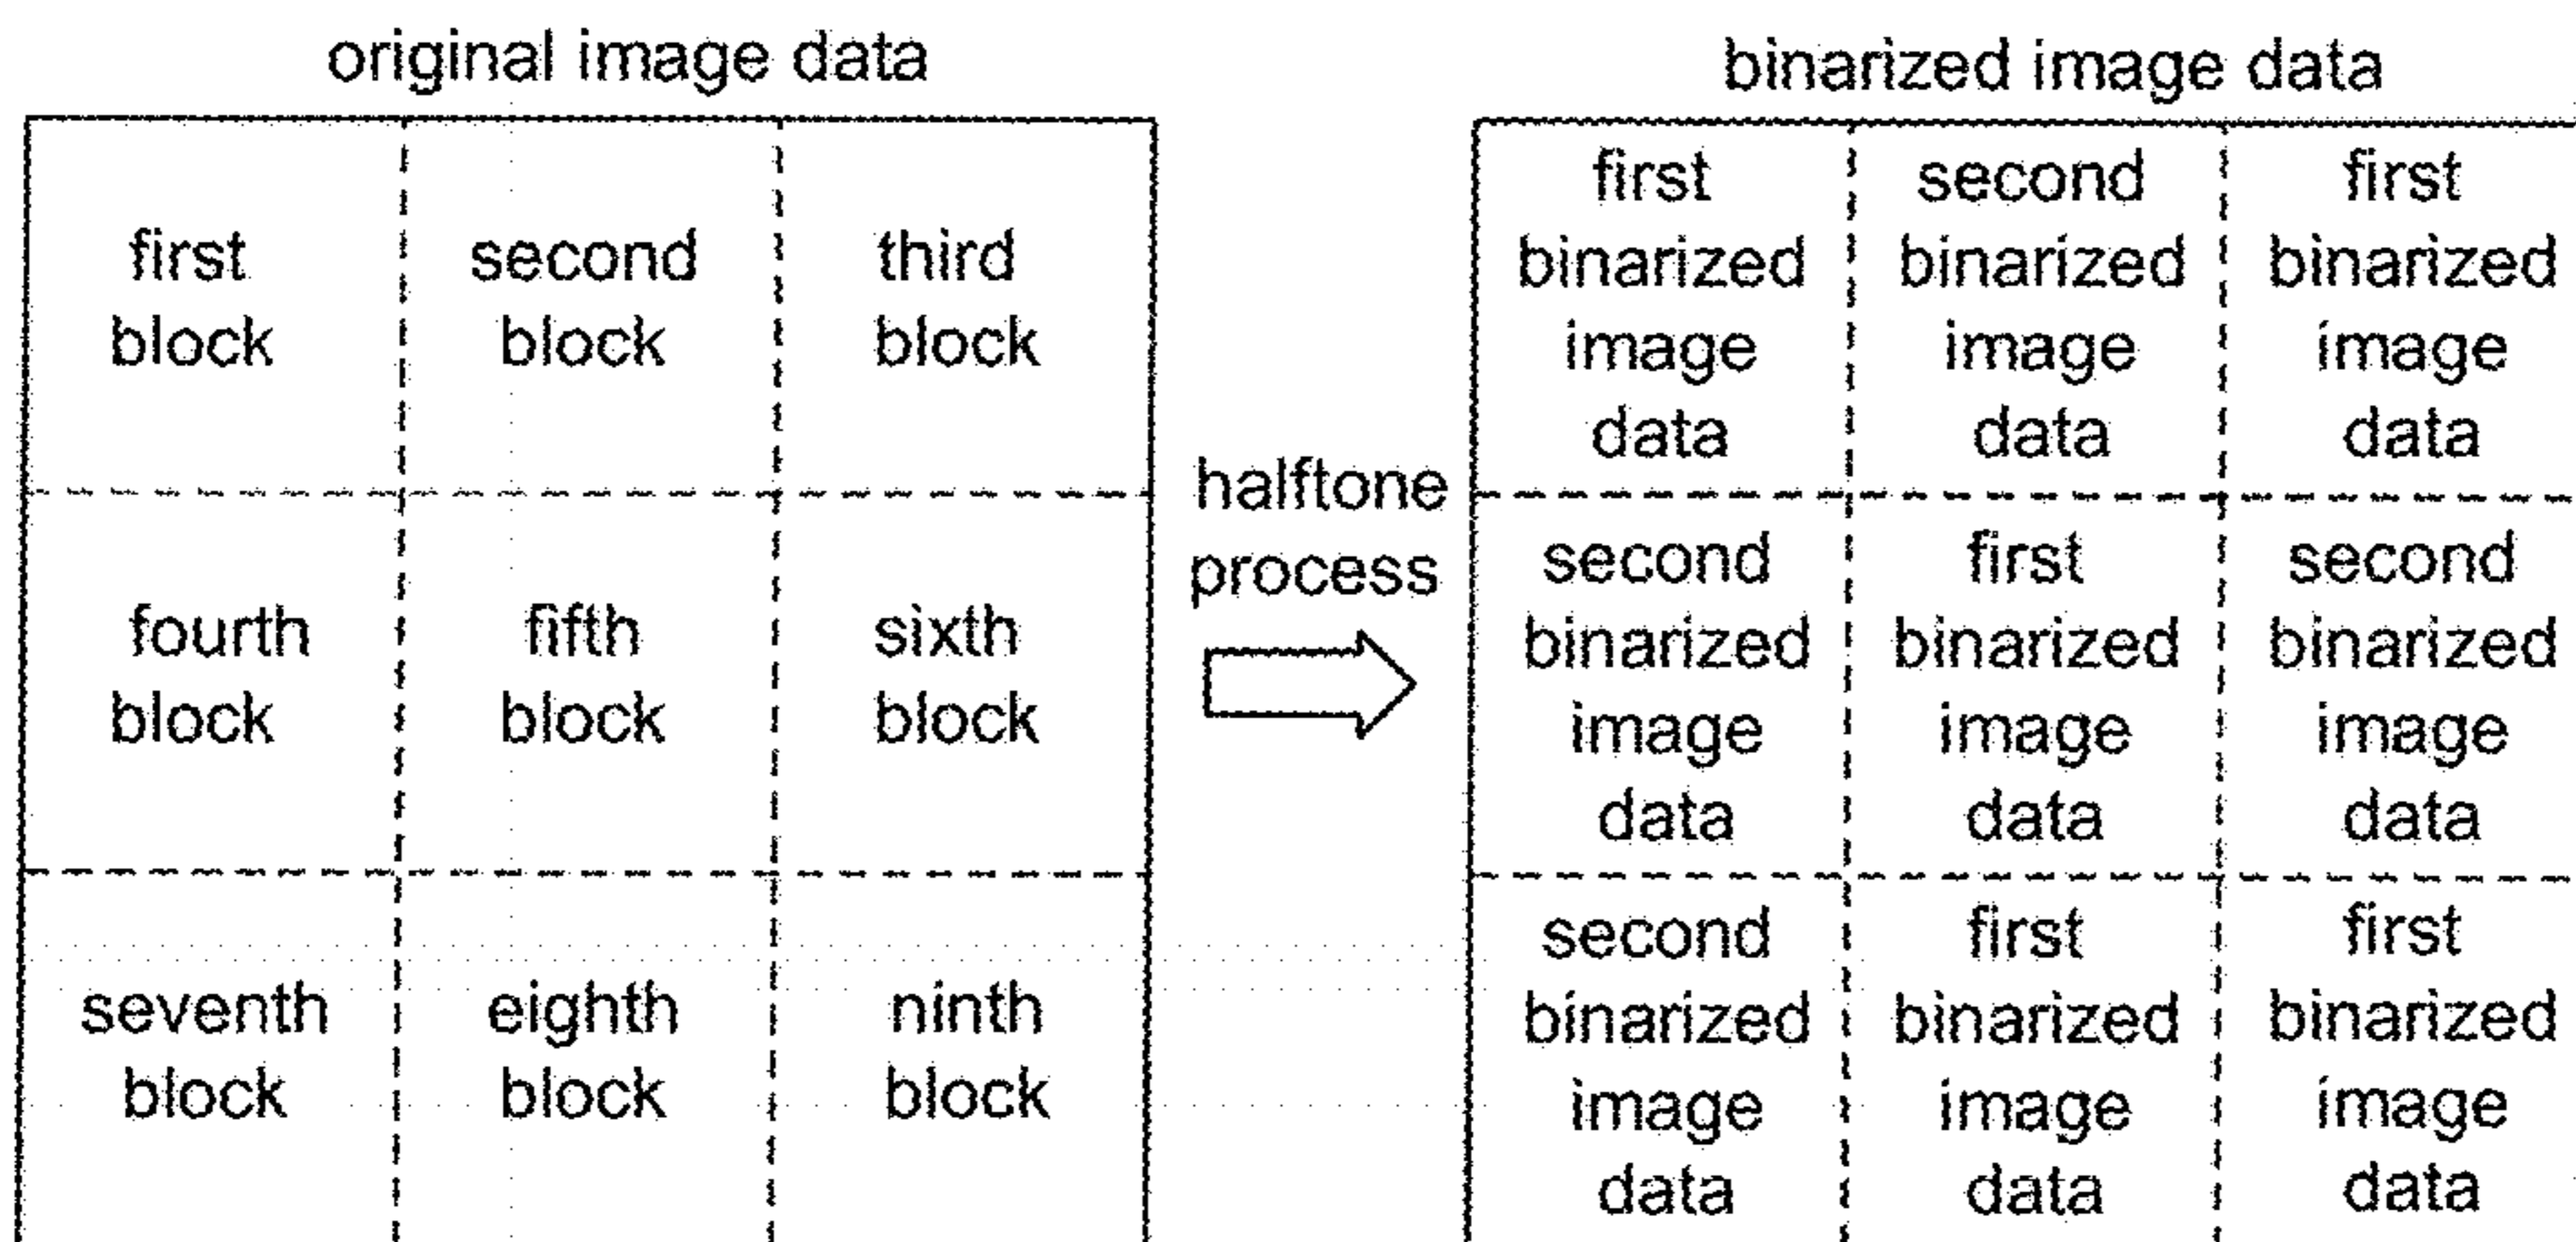 original image data
first
block
second
block
third
block
fourth
block
fifth
block
sixth
block
seventh
block
eighth
block
ninth
block
halftone
process
binarized image data
first
binarized
image
data
second
binarized
image
data
first
binarized
image
data
second
binarized
image
data
first
binarized
image
data
second
binarized
image
data
second
binarized
image
data
first
binarized
image
data
first
binarized
image
data